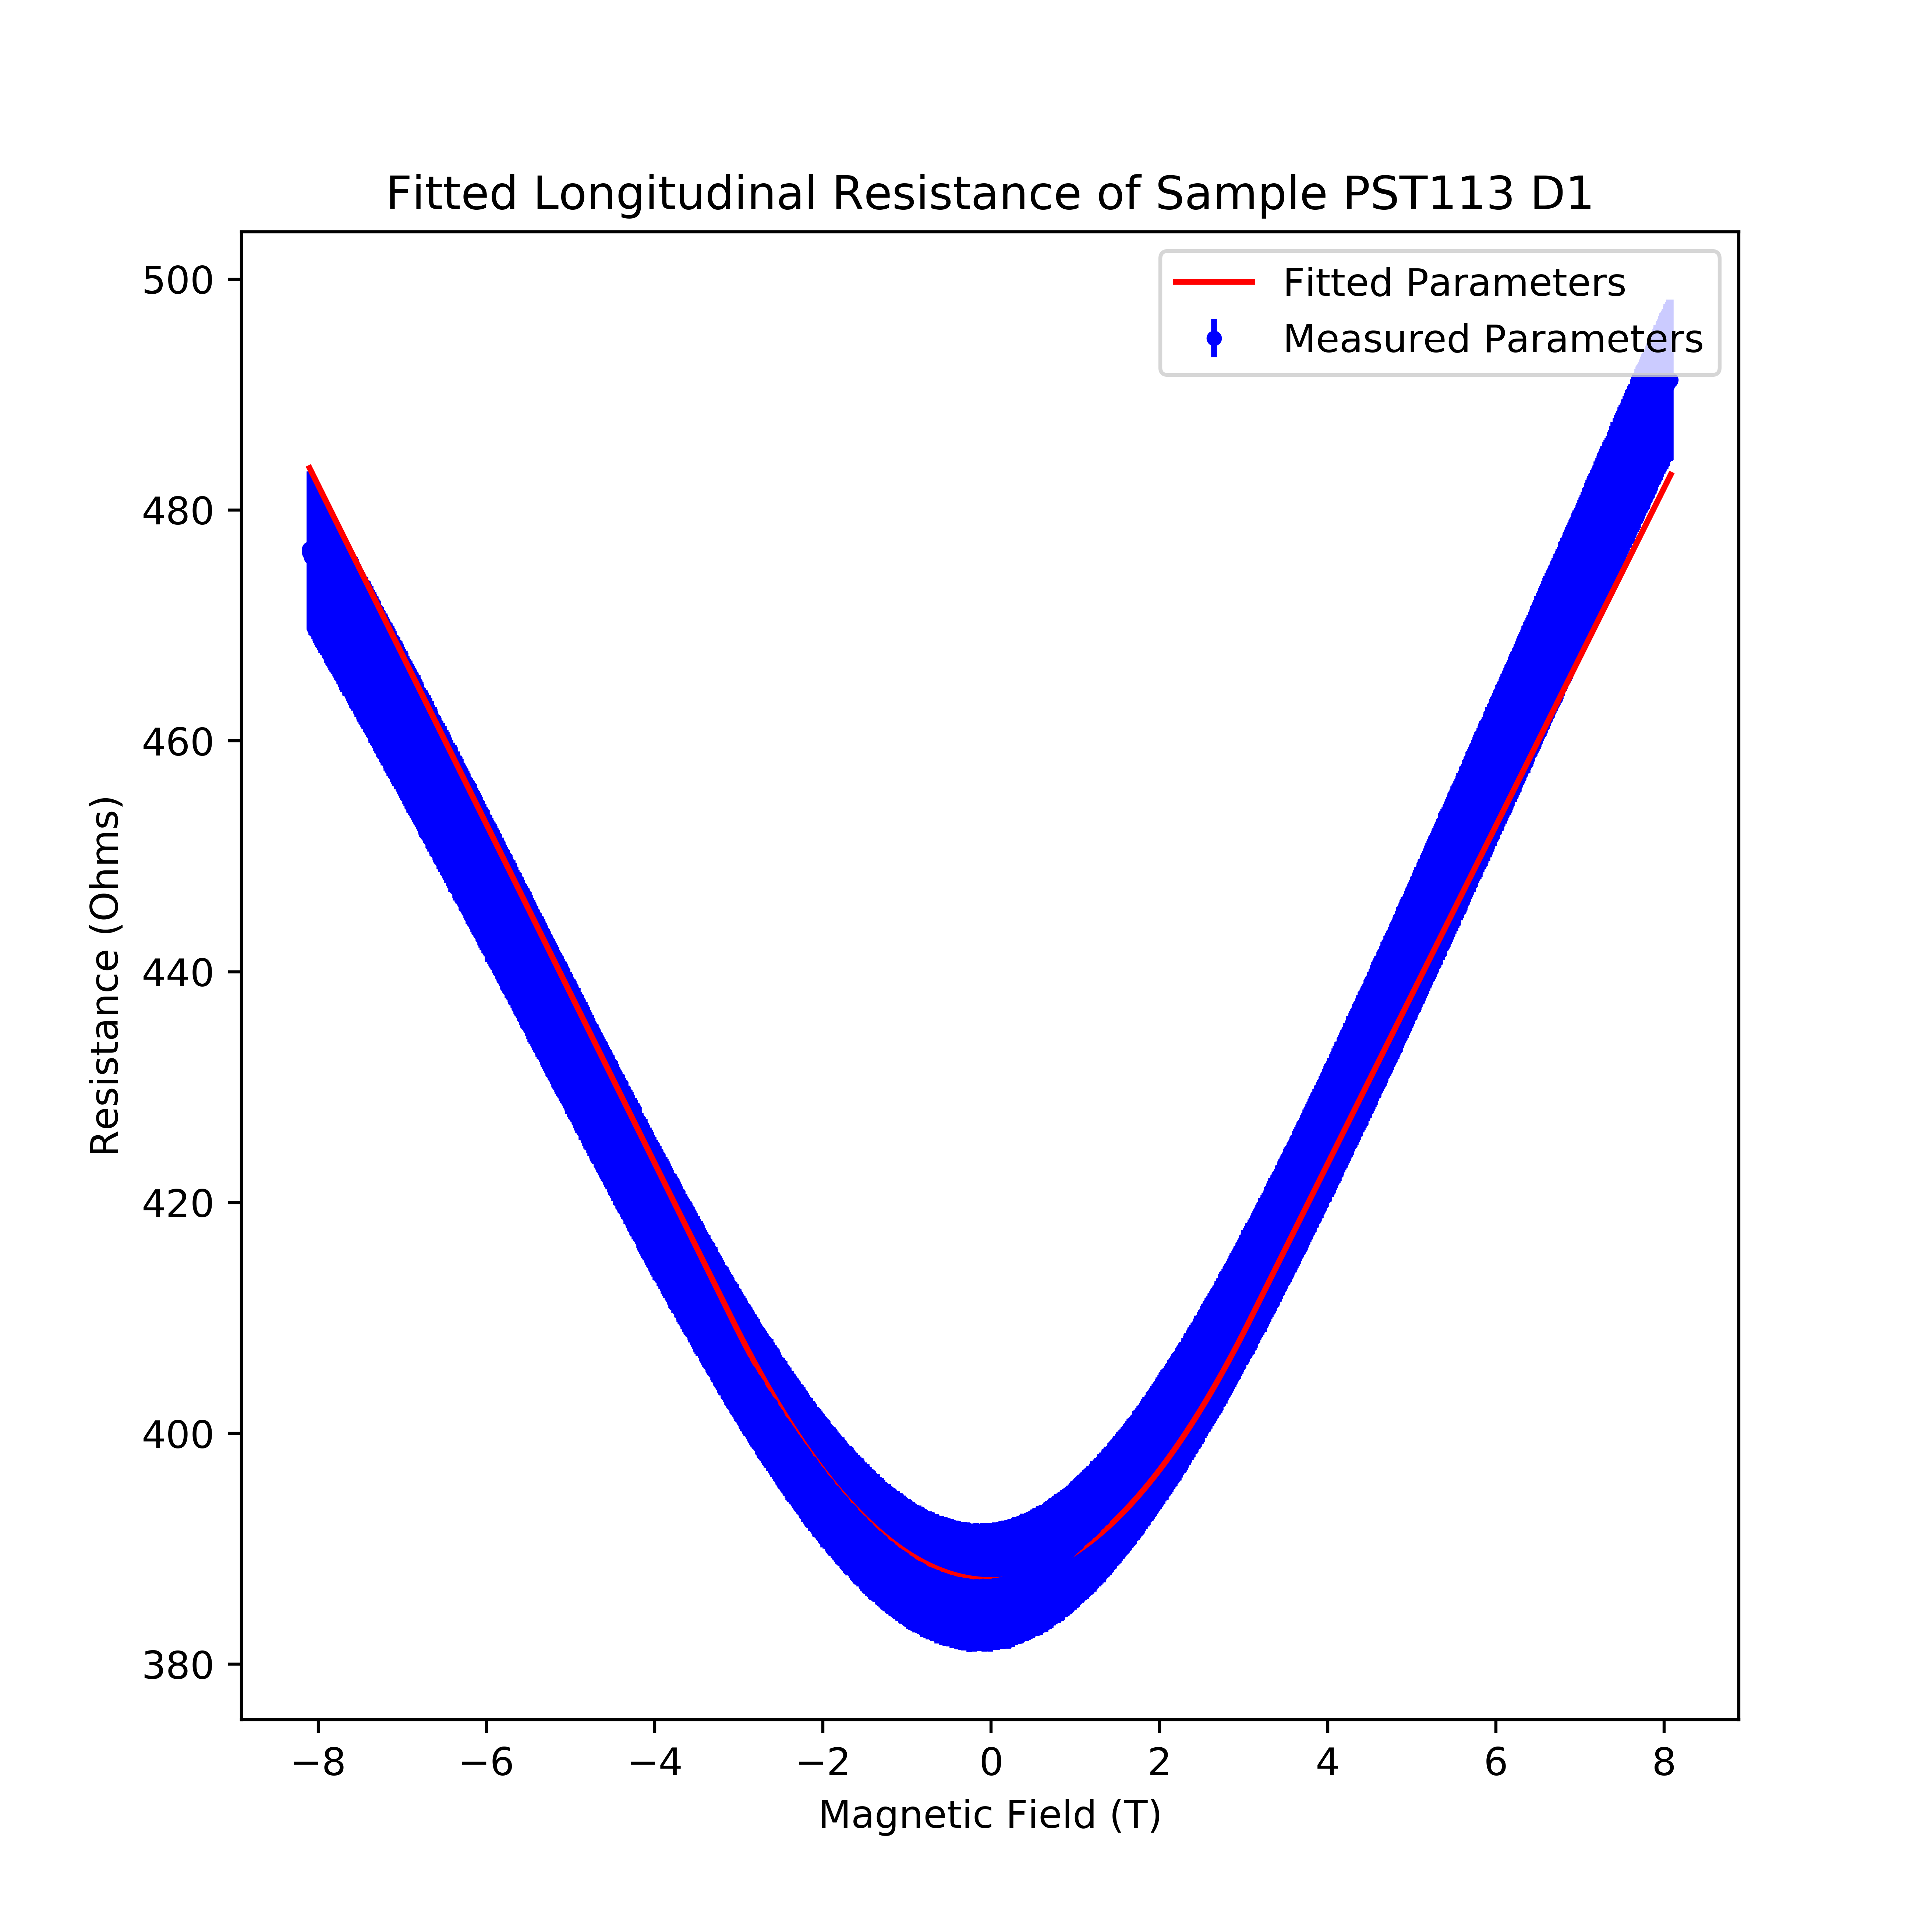 Fitted Longitudinal Resistance of Sample PST113 D1
Fitted Parameters
Measured Parameters
500
480
460
440
420
400
380
Resistance (Ohms)
−8 −6 −4 −2 0 2 4 6 8
Magnetic Field (T)